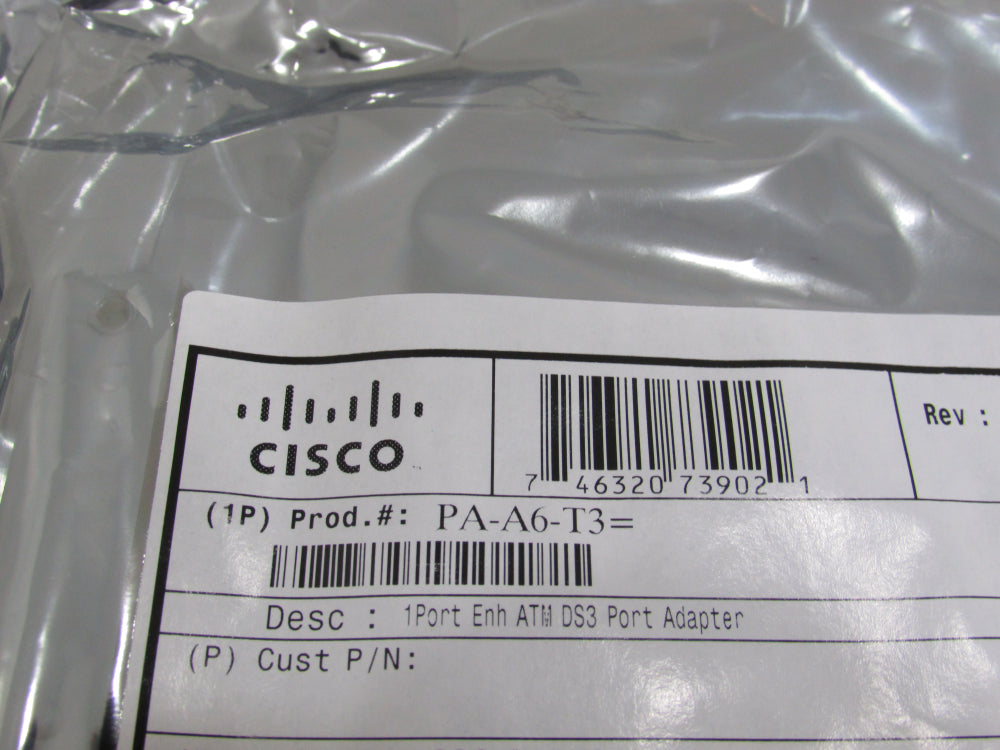 CISCO
7 46320 73902 1
Rev :
(1P) Prod.#: PA-A6-T3=
Desc : 1Port Enh ATM DS3 Port Adapter
(P) Cust P/N: